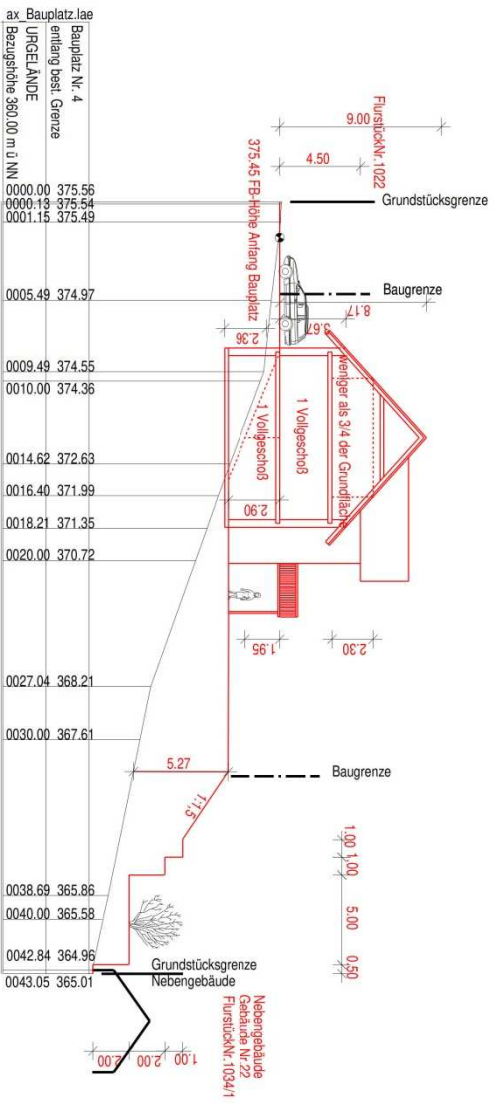 ax_Bauplatz.lae
Bauplatz Nr. 4
entlang best. Grenze
URGELÄNDE
Bezugshöhe 360.00 m ü NN
0000.00 375.56
0000.13 375.54
0001.15 375.49
0005.49 374.97
0009.49 374.55
0010.00 374.36
0014.62 372.63
0016.40 371.99
0018.21 371.35
0020.00 370.72
0027.04 368.21
0030.00 367.61
0038.69 365.86
0040.00 365.58
0042.84 364.96
0043.05 365.01
FlurstückNr.1022
9.00
4.50
Grundstücksgrenze
375.45 FB-Höhe Anfang Bauplatz
Baugrenze
8.17
3.67
2.36
weniger als 3/4 der Grundfläche
1 Vollgeschoß
1 Vollgeschoß
2.90
1.95
2.30
5.27
Baugrenze
1:1,5
1.00
1,00
5.00
0,50
Grundstücksgrenze
Nebengebäude
Nebengebäude
Gebäude Nr.22
FlurstückNr.1034/1
2.00
2.00
1.00